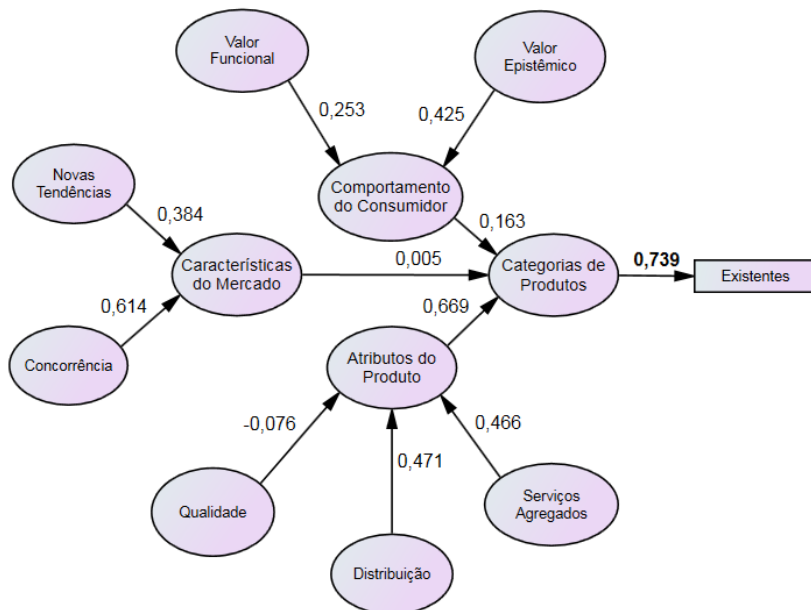 Valor
Funcional
Valor
Epistêmico
0,253
0,425
Novas
Tendências
Comportamento
do Consumidor
0,384
0,163
Características
do Mercado
0,005
Categorias de
Produtos
0,739
Existentes
0,614
0,669
Concorrência
Atributos do
Produto
-0,076
0,471
0,466
Qualidade
Serviços
Agregados
Distribuição